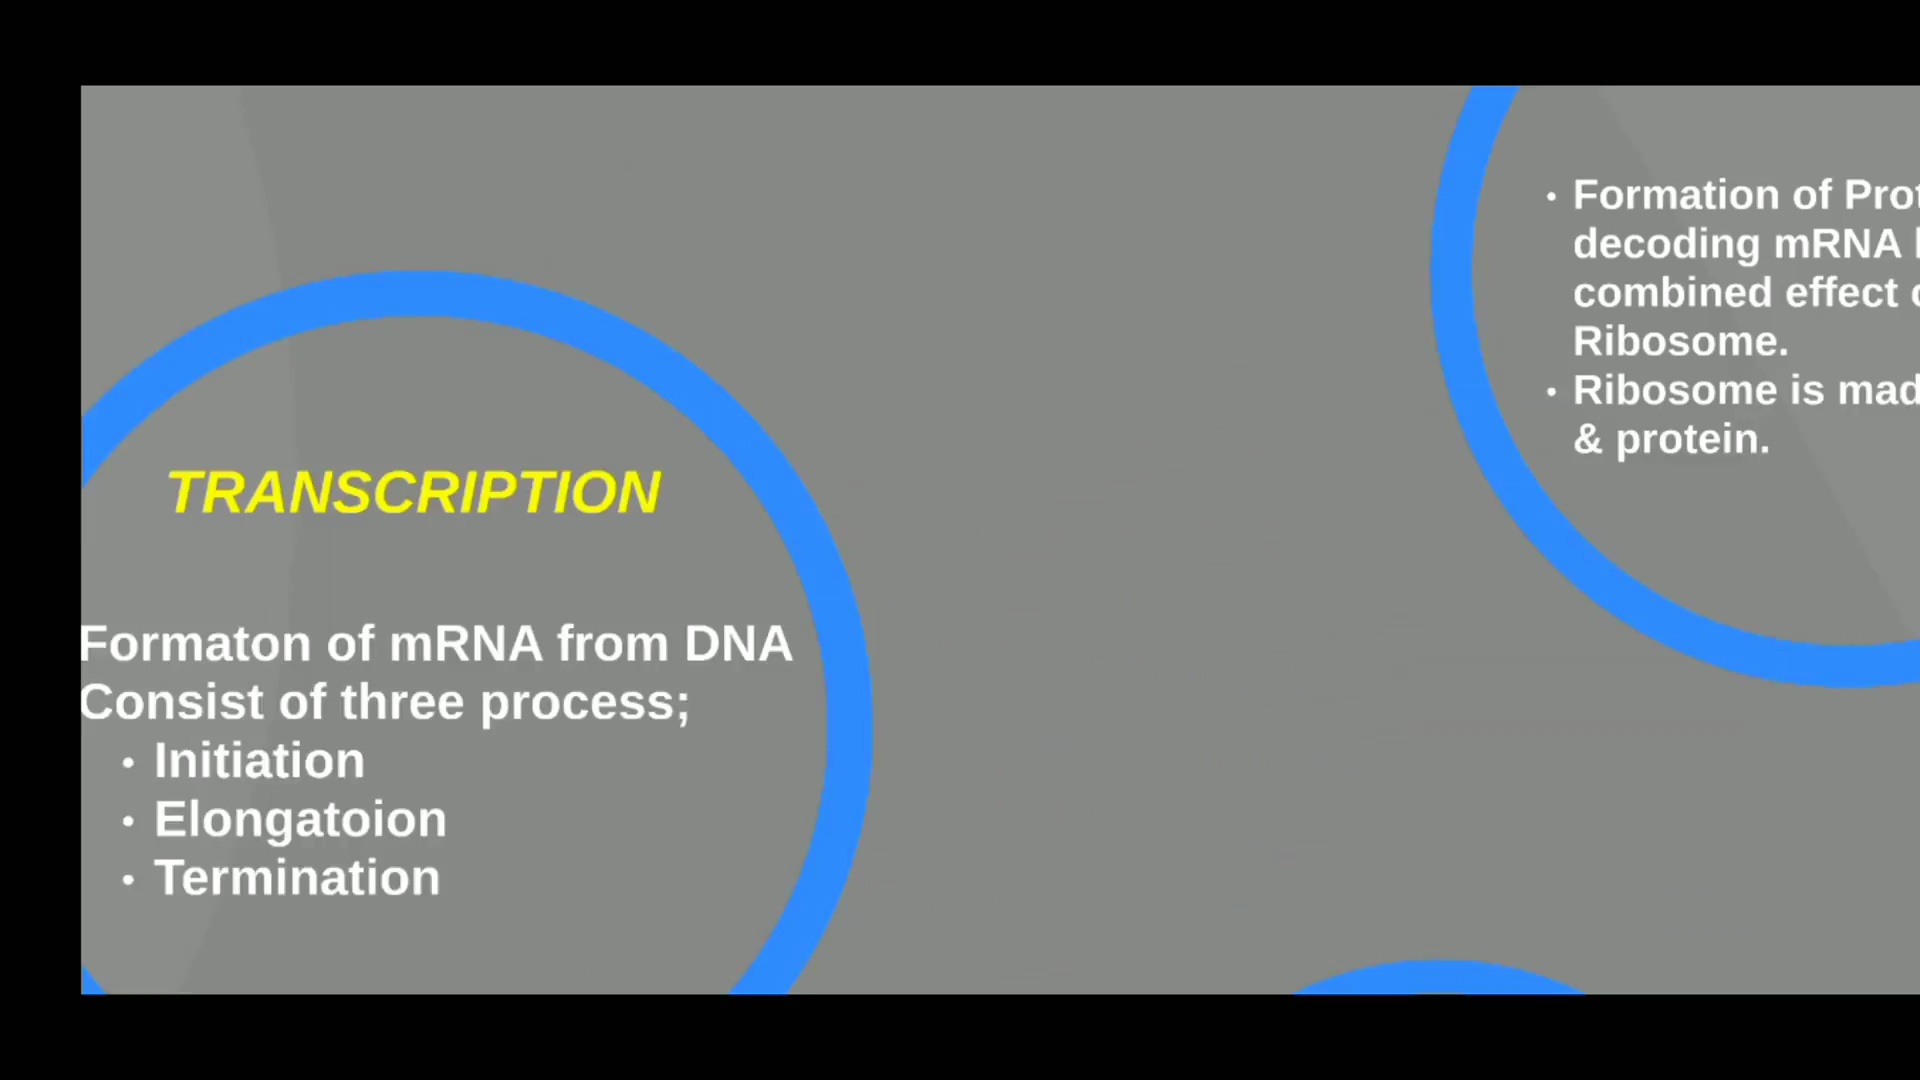 TRANSCRIPTION
Formaton of mRNA from DNA
Consist of three process;
• Initiation
• Elongatoion
• Termination
• Formation of
decoding mRNA
combined effect
Ribosome.
• Ribosome is
& protein.